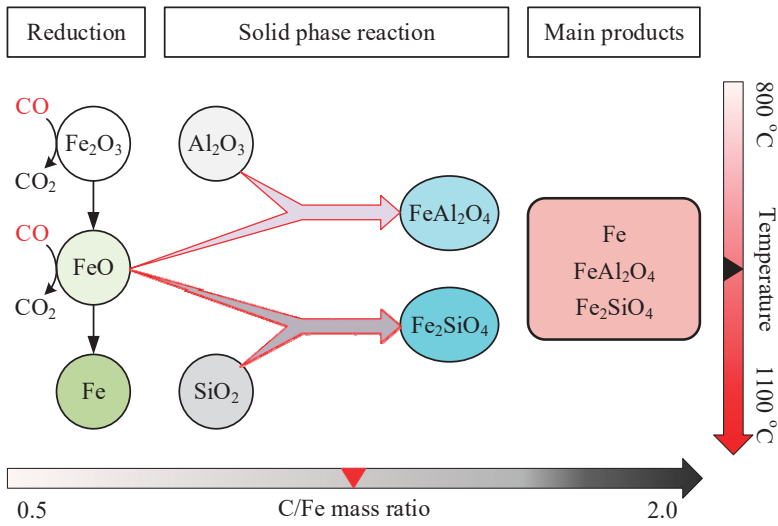 Reduction
Solid phase reaction
Main products
CO
Fe₂O₃
CO₂
Al₂O₃
FeAl₂O₄
CO
FeO
CO₂
Fe₂SiO₄
Fe
SiO₂
Fe
FeAl₂O₄
Fe₂SiO₄
800 °C
Temperature
1100 °C
0.5
C/Fe mass ratio
2.0